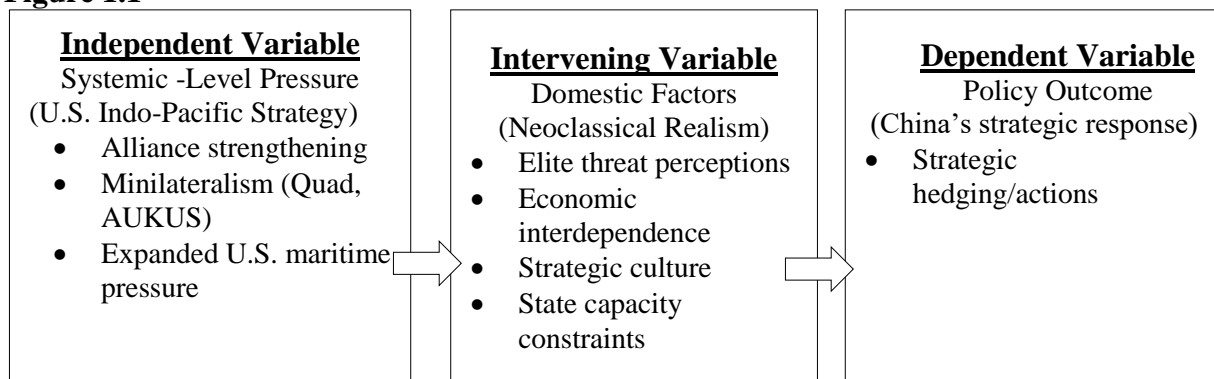 Figure 1.1
Independent Variable
Systemic -Level Pressure
(U.S. Indo-Pacific Strategy)
• Alliance strengthening
• Minilateralism (Quad,
AUKUS)
• Expanded U.S. maritime
pressure
Intervening Variable
Domestic Factors
(Neoclassical Realism)
• Elite threat perceptions
• Economic
interdependence
• Strategic culture
• State capacity
constraints
Dependent Variable
Policy Outcome
(China’s strategic response)
• Strategic
hedging/actions